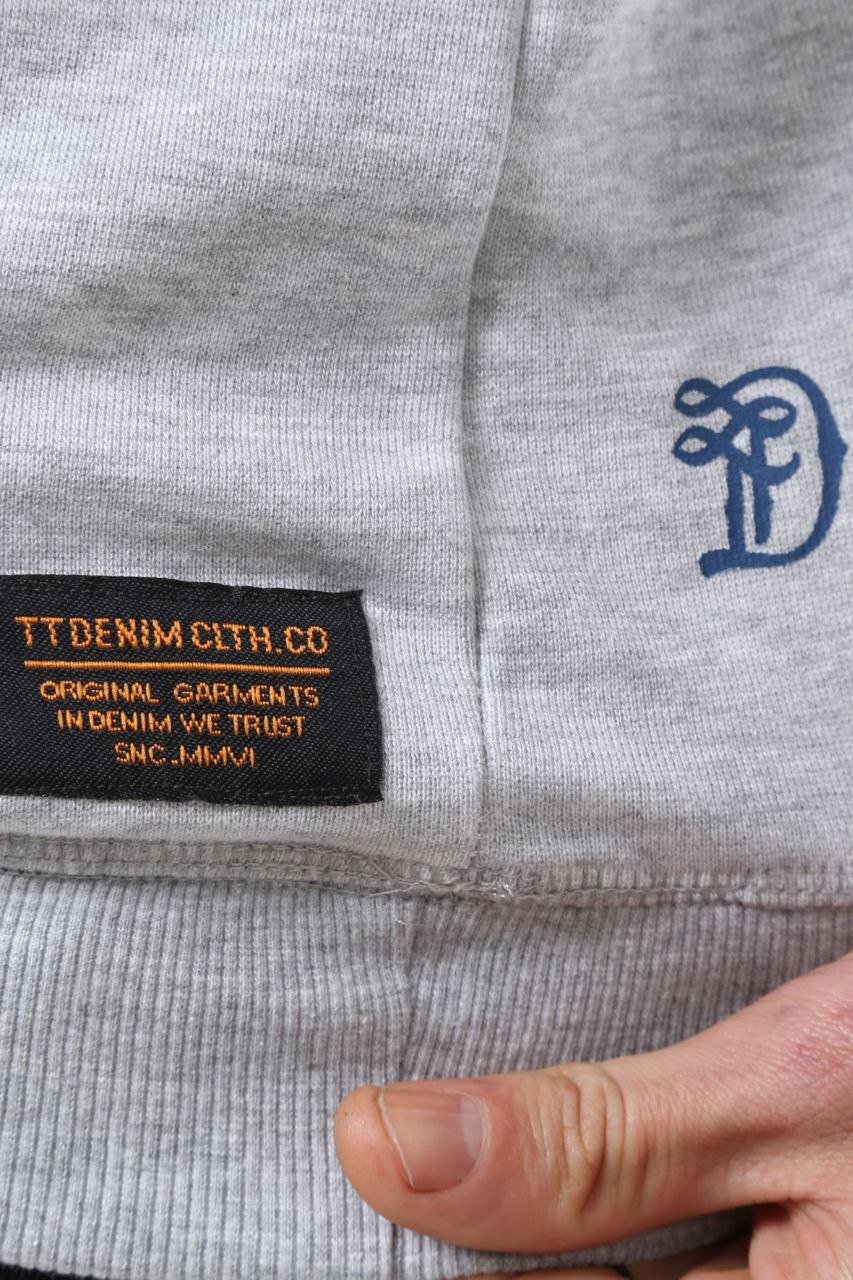 TTDENIM CLTH.CO
ORIGINAL GARMENTS
IN DENIM WE TRUST
SNC.MMVI